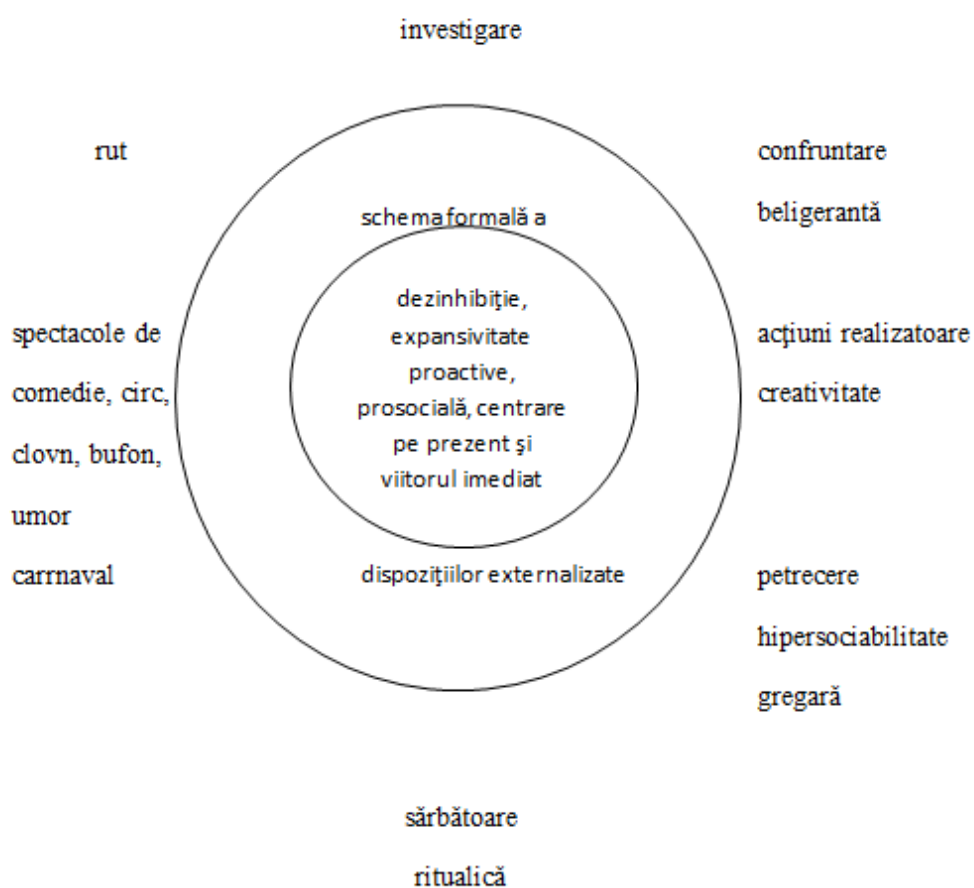 investigare
rut
confruntare
beligerantă
schema formală a
dezinhibiţie,
expansivitate
proactive,
prosocială, centrare
pe prezent şi
viitorul imediat
dispoziţiilor externalizate
spectacole de
comedie, circ,
clovn, bufon,
umor
carrnaval
acţiuni realizatoare
creativitate
petrecere
hipersociabilitate
gregară
sărbătoare
ritualică